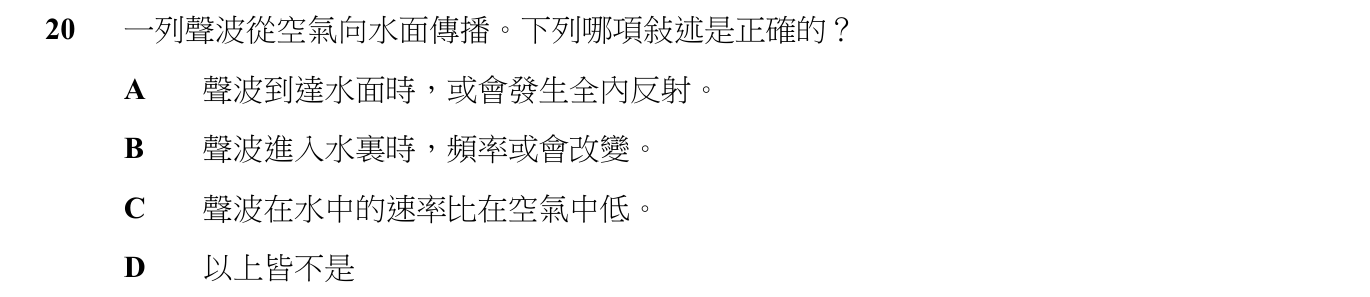 20 一列聲波從空氣向水面傳播。下列哪項敍述是正確的？
A 聲波到達水面時，或會發生全內反射。
B 聲波進入水裏時，頻率或會改變。
C 聲波在水中的速率比在空氣中低。
D 以上皆不是